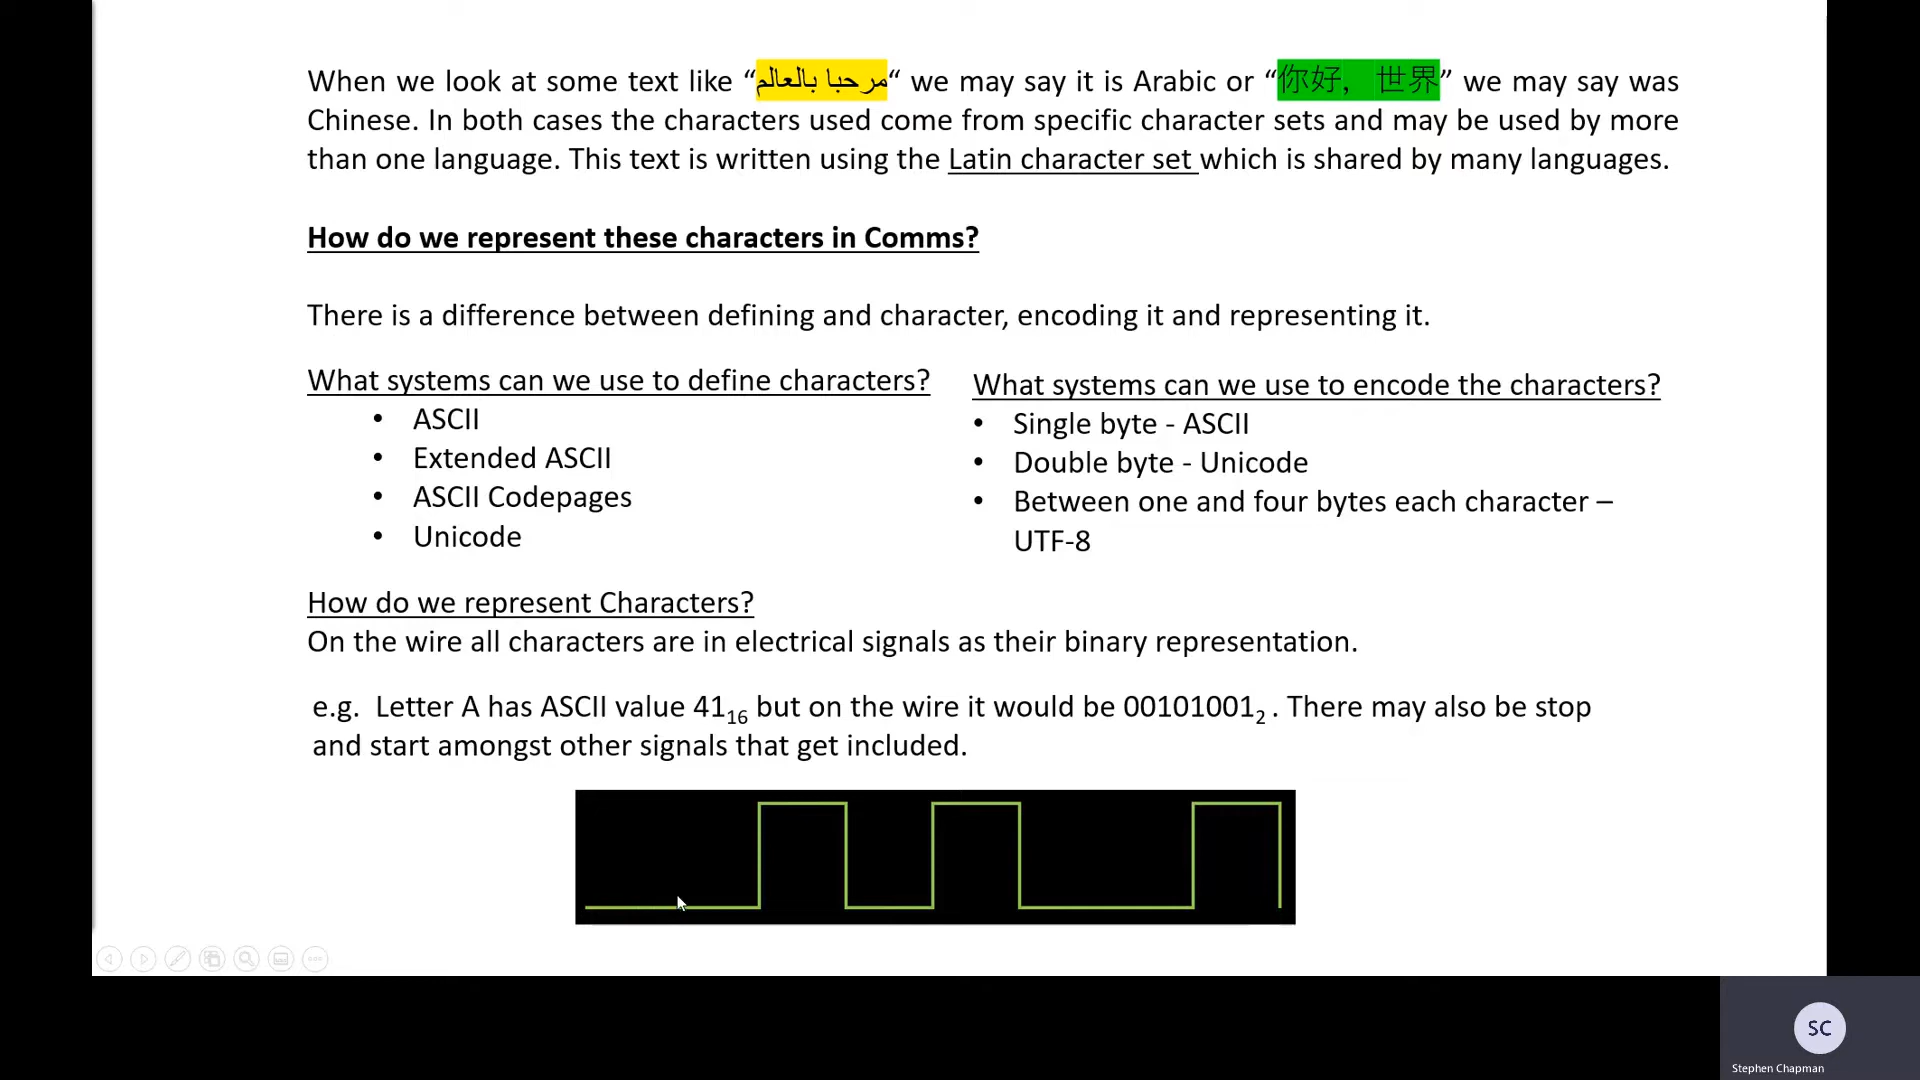 When we look at some text like “مرحبا بالعالم“ we may say it is Arabic or “你好， 世界” we may say was
Chinese. In both cases the characters used come from specific character sets and may be used by more
than one language. This text is written using the Latin character set which is shared by many languages.
How do we represent these characters in Comms?
There is a difference between defining and character, encoding it and representing it.
What systems can we use to define characters?
• ASCII
• Extended ASCII
• ASCII Codepages
• Unicode
What systems can we use to encode the characters?
• Single byte - ASCII
• Double byte - Unicode
• Between one and four bytes each character –
UTF-8
How do we represent Characters?
On the wire all characters are in electrical signals as their binary representation.
e.g. Letter A has ASCII value 41₁₆ but on the wire it would be 00101001₂ . There may also be stop
and start amongst other signals that get included.
SC
Stephen Chapman